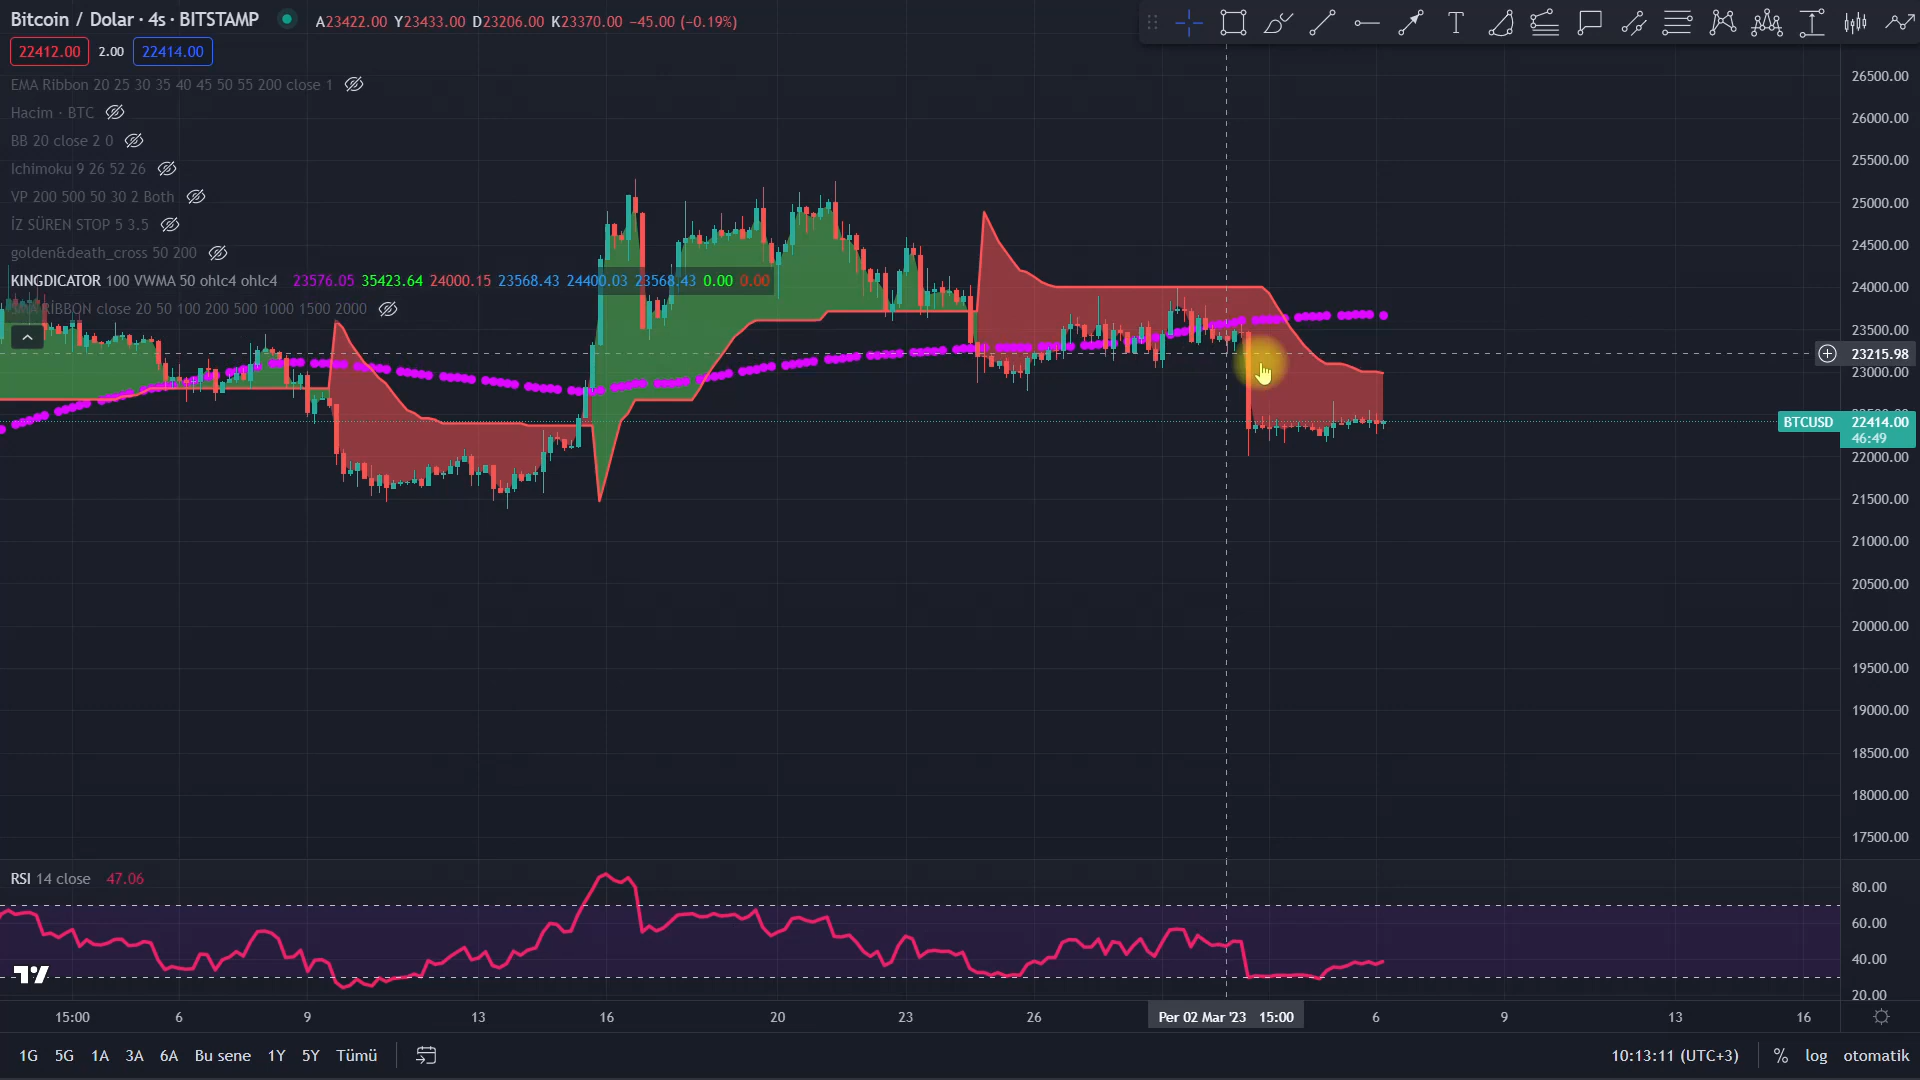 Bitcoin / Dolar · 4s · BITSTAMP A23422.00 Y23433.00 D23206.00 K23370.00 −45.00 (−0.19%)
22412.00 2.00 22414.00
EMA Ribbon 20 25 30 35 40 45 50 55 200 close 1
Hacim · BTC
BB 20 close 2 0
Ichimoku 9 26 52 26
VP 200 500 50 30 2 Both
İZ SÜREN STOP 5 3.5
golden&death_cross 50 200
KINGDICATOR 100 VWMA 50 ohlc4 ohlc4 23576.05 35423.64 24000.15 23568.43 24400.03 23568.43 0.00 0.00
RİBBON close 20 50 100 200 500 1000 1500 2000
26500.00
26000.00
25500.00
25000.00
24500.00
24000.00
23500.00
23215.98
23000.00
BTCUSD 22414.00
46:49
22000.00
21500.00
21000.00
20500.00
20000.00
19500.00
19000.00
18500.00
18000.00
17500.00
RSI 14 close 47.06
80.00
60.00
40.00
20.00
15:00 6 9 13 16 20 23 26 Per 02 Mar '23 15:00 6 9 13 16
1G 5G 1A 3A 6A Bu sene 1Y 5Y Tümü 10:13:11 (UTC+3) % log otomatik